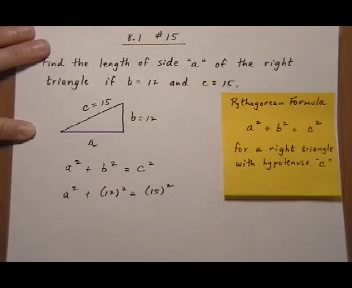 8.1 #15
Find the length of side "a" of the right
triangle if b = 12 and c = 15.
c = 15
b = 12
a
a² + b² = c²
a² + (12)² = (15)²
Pythagorean Formula
a² + b² = c²
for a right triangle
with hypotenuse "c"